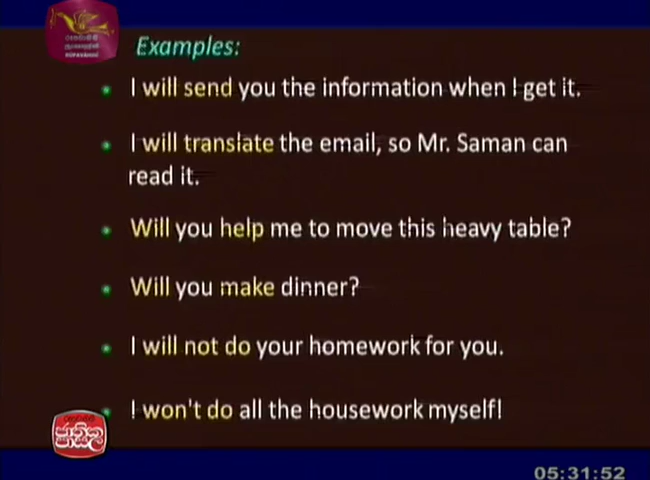 Examples:
I will send you the information when I get it.
I will translate the email, so Mr. Saman can
read it.
Will you help me to move this heavy table?
Will you make dinner?
I will not do your homework for you.
I won't do all the housework myself!
ජාතික
පාසල
05:31:52